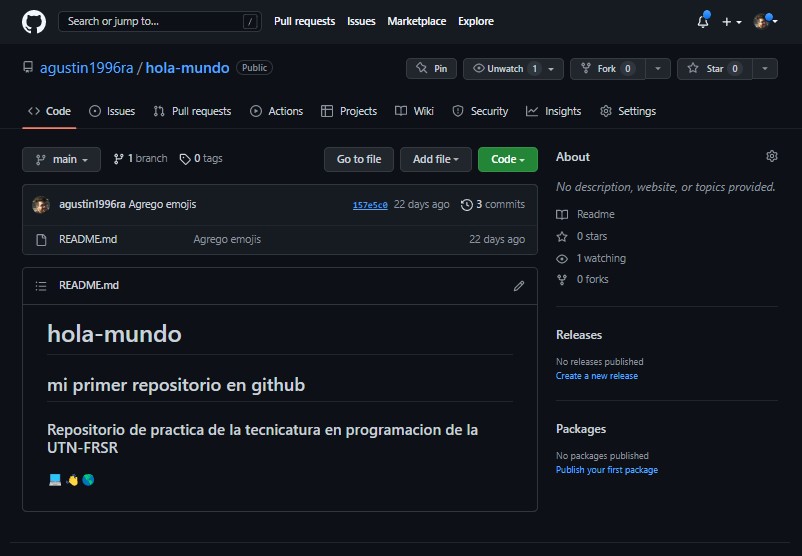 Search or jump to... /
Pull requests Issues Marketplace Explore
agustin1996ra / hola-mundo Public
Pin Unwatch 1 Fork 0 Star 0
Code Issues Pull requests Actions Projects Wiki Security Insights Settings
main 1 branch 0 tags Go to file Add file Code
agustin1996ra Agrego emojis 157e5c0 22 days ago 3 commits
README.md Agrego emojis 22 days ago
README.md
hola-mundo
mi primer repositorio en github
Repositorio de practica de la tecnicatura en programacion de la
UTN-FRSR
💻👋🌎
About
No description, website, or topics provided.
Readme
0 stars
1 watching
0 forks
Releases
No releases published
Create a new release
Packages
No packages published
Publish your first package